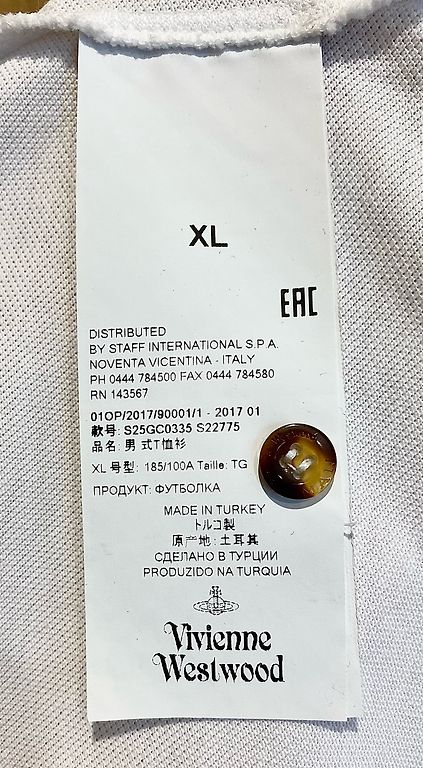 XL
EAC
DISTRIBUTED
BY STAFF INTERNATIONAL S.P.A.
NOVENTA VICENTINA - ITALY
PH 0444 784500 FAX 0444 784580
RN 143567
01OP/2017/90001/1 - 2017 01
軟号: S25GC0335 S22775
品名: 男 式T恤衫
XL 号型: 185/100A Taille: TG
ПРОДУКТ: ФУТБОЛКА
MADE IN TURKEY
トルコ製
原产地: 土耳其
СДЕЛАНО В ТУРЦИИ
PRODUZIDO NA TURQUIA
Vivienne
Westwood